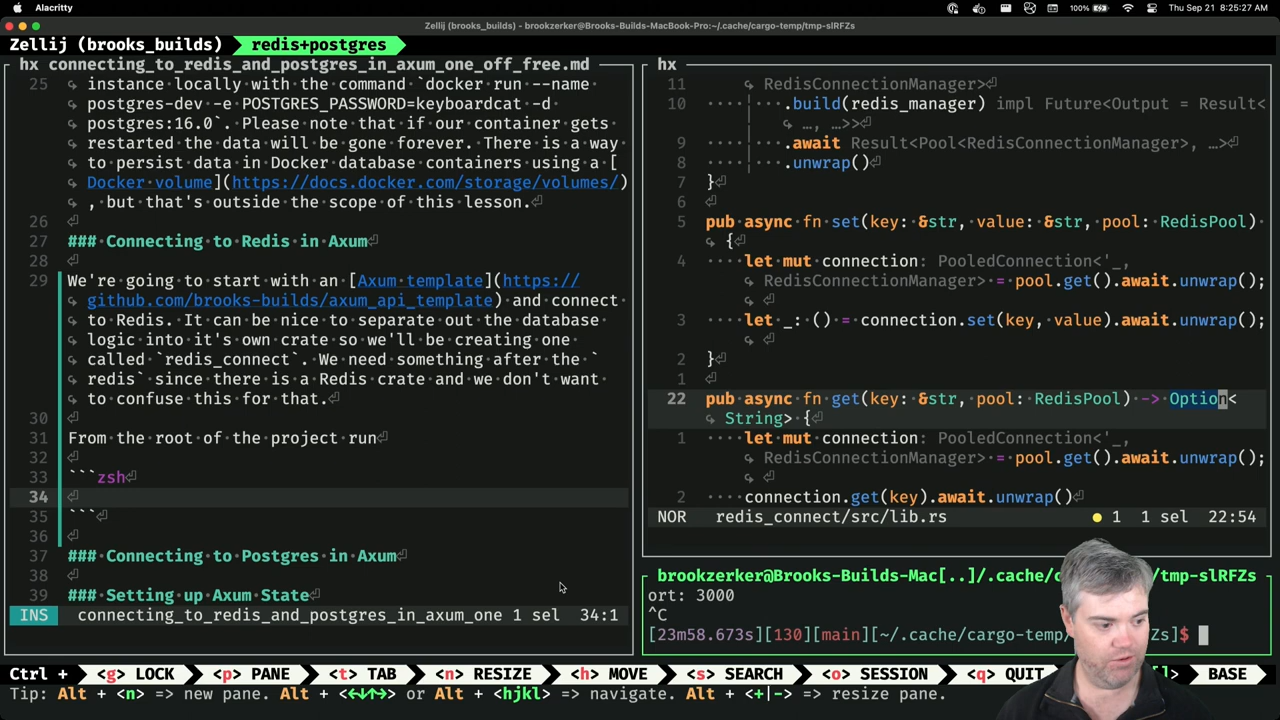 Alacritty
100%
Thu Sep 21 8:25:27 AM
Zellij (brooks_builds) - brookzerker@Brooks-Builds-MacBook-Pro:~/.cache/cargo-temp/tmp-slRFZs
Zellij (brooks_builds) redis+postgres
hx connecting_to_redis_and_postgres_in_axum_one_off_free.md
25 instance locally with the command `docker run --name
postgres-dev -e POSTGRES_PASSWORD=keyboardcat -d
postgres:16.0`. Please note that if our container gets
restarted the data will be gone forever. There is a way
to persist data in Docker database containers using a [
Docker volume](https://docs.docker.com/storage/volumes/)
, but that's outside the scope of this lesson.
26
27 ### Connecting to Redis in Axum
28
29 We're going to start with an [Axum template](https://
github.com/brooks-builds/axum_api_template) and connect
to Redis. It can be nice to separate out the database
logic into it's own crate so we'll be creating one
called `redis_connect`. We need something after the `
redis` since there is a Redis crate and we don't want
to confuse this for that.
30
31 From the root of the project run
32
33 ```zsh
34
35 ```
36
37 ### Connecting to Postgres in Axum
38
39 ### Setting up Axum State
INS connecting_to_redis_and_postgres_in_axum_one 1 sel 34:1
hx
11 RedisConnectionManager>
10 .build(redis_manager) impl Future<Output = Result<
…, …>>
9 .await Result<Pool<RedisConnectionManager>, …>
8 .unwrap()
7 }
6
5 pub async fn set(key: &str, value: &str, pool: RedisPool)
{
4 let mut connection: PooledConnection<'_,
RedisConnectionManager> = pool.get().await.unwrap();
3 let _: () = connection.set(key, value).await.unwrap();
2 }
1
22 pub async fn get(key: &str, pool: RedisPool) -> Option<
String> {
1 let mut connection: PooledConnection<'_,
RedisConnectionManager> = pool.get().await.unwrap();
2 connection.get(key).await.unwrap()
NOR redis_connect/src/lib.rs 1 1 sel 22:54
brookzerker@Brooks-Builds-Mac[..]/.cache/ /tmp-slRFZs
ort: 3000
^C
[23m58.673s][130][main][~/.cache/cargo-temp/ Zs]$
Ctrl + <g> LOCK <p> PANE <t> TAB <n> RESIZE <h> MOVE <s> SEARCH <o> SESSION <q> QUIT BASE
Tip: Alt + <n> => new pane. Alt + <←↓↑→> or Alt + <hjkl> => navigate. Alt + <+|-> => resize pane.